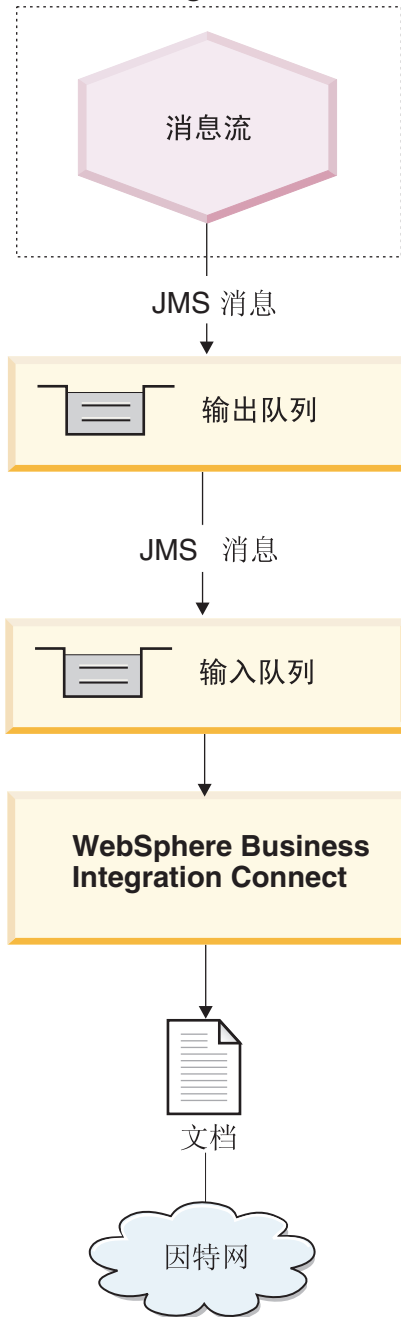 消息流
JMS 消息
输出队列
JMS 消息
输入队列
WebSphere Business
Integration Connect
文档
因特网